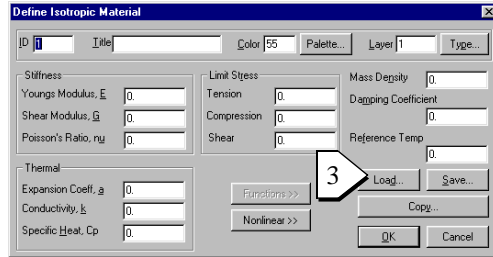 Define Isotropic Material
ID 1 Title Color 55 Palette... Layer 1 Type...
Stiffness
Youngs Modulus, E 0.
Shear Modulus, G 0.
Poisson's Ratio, nu 0.
Limit Stress
Tension 0.
Compression 0.
Shear 0.
Mass Density 0.
Damping Coefficient
0.
Reference Temp
0.
Thermal
Expansion Coeff, a 0.
Conductivity, k 0.
Specific Heat, Cp 0.
Functions >>
Nonlinear >>
3
Load... Save...
Copy...
OK Cancel